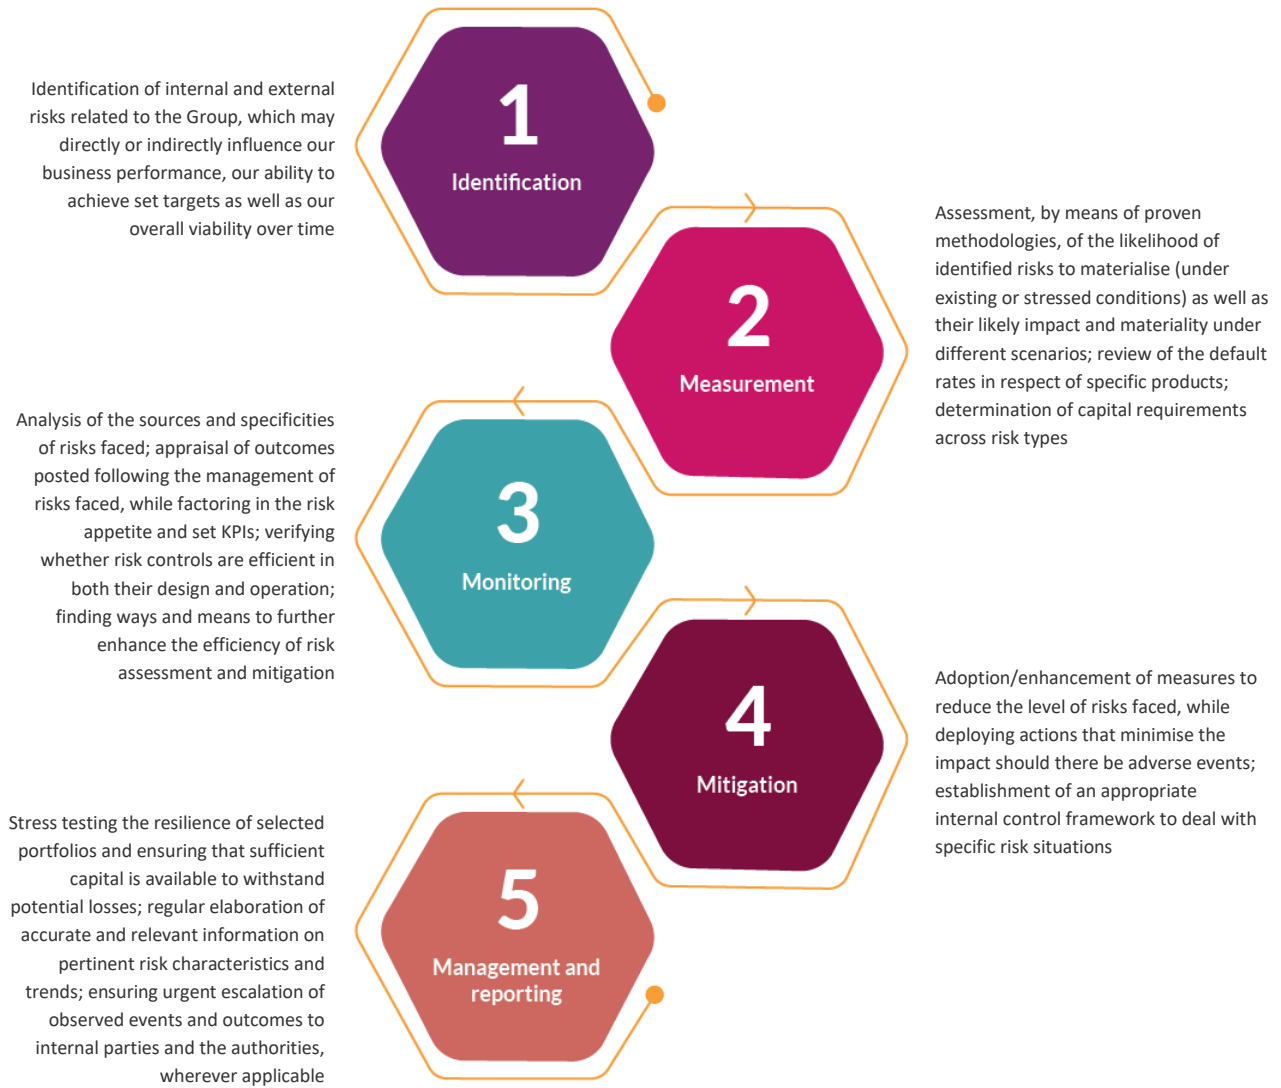 1
Identification
Identification of internal and external
risks related to the Group, which may
directly or indirectly influence our
business performance, our ability to
achieve set targets as well as our
overall viability over time
2
Measurement
Assessment, by means of proven
methodologies, of the likelihood of
identified risks to materialise (under
existing or stressed conditions) as well as
their likely impact and materiality under
different scenarios; review of the default
rates in respect of specific products;
determination of capital requirements
across risk types
3
Monitoring
Analysis of the sources and specificities
of risks faced; appraisal of outcomes
posted following the management of
risks faced, while factoring in the risk
appetite and set KPIs; verifying
whether risk controls are efficient in
both their design and operation;
finding ways and means to further
enhance the efficiency of risk
assessment and mitigation
4
Mitigation
Adoption/enhancement of measures to
reduce the level of risks faced, while
deploying actions that minimise the
impact should there be adverse events;
establishment of an appropriate
internal control framework to deal with
specific risk situations
5
Management and
reporting
Stress testing the resilience of selected
portfolios and ensuring that sufficient
capital is available to withstand
potential losses; regular elaboration of
accurate and relevant information on
pertinent risk characteristics and
trends; ensuring urgent escalation of
observed events and outcomes to
internal parties and the authorities,
wherever applicable